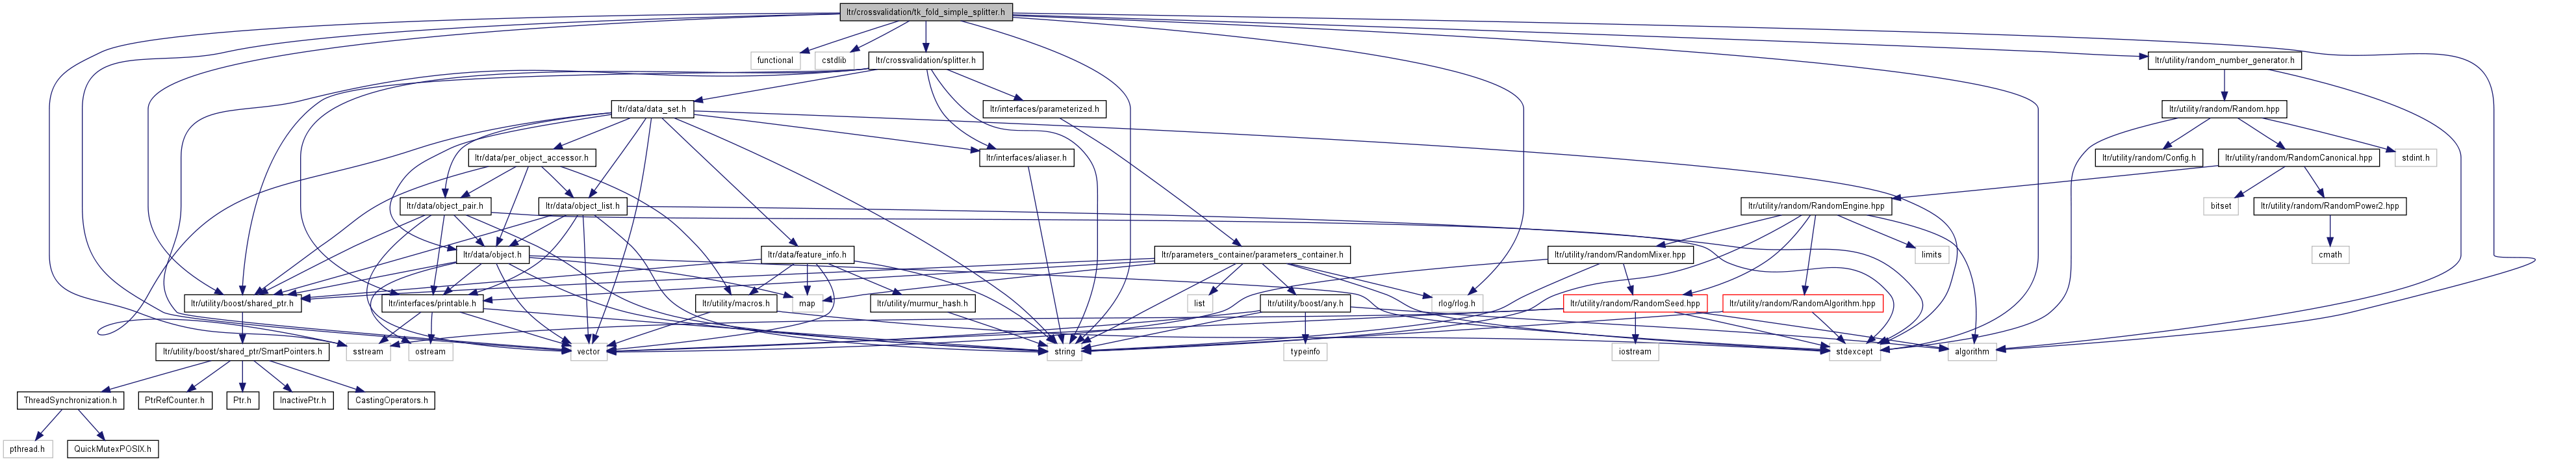 ltr/crossvalidation/tk_fold_simple_splitter.h
functional
cstdlib
ltr/crossvalidation/splitter.h
ltr/utility/random_number_generator.h
ltr/data/data_set.h
ltr/interfaces/parameterized.h
ltr/utility/random/Random.hpp
ltr/data/per_object_accessor.h
ltr/interfaces/aliaser.h
ltr/utility/random/Config.h
ltr/utility/random/RandomCanonical.hpp
stdint.h
ltr/data/object_pair.h
ltr/data/object_list.h
ltr/utility/random/RandomEngine.hpp
bitset
ltr/utility/random/RandomPower2.hpp
ltr/data/object.h
ltr/data/feature_info.h
ltr/parameters_container/parameters_container.h
ltr/utility/random/RandomMixer.hpp
limits
cmath
ltr/utility/boost/shared_ptr.h
ltr/interfaces/printable.h
ltr/utility/macros.h
map
ltr/utility/murmur_hash.h
list
ltr/utility/boost/any.h
rlog/rlog.h
ltr/utility/random/RandomSeed.hpp
ltr/utility/random/RandomAlgorithm.hpp
ltr/utility/boost/shared_ptr/SmartPointers.h
sstream
ostream
vector
string
typeinfo
iostream
stdexcept
algorithm
ThreadSynchronization.h
PtrRefCounter.h
Ptr.h
InactivePtr.h
CastingOperators.h
pthread.h
QuickMutexPOSIX.h